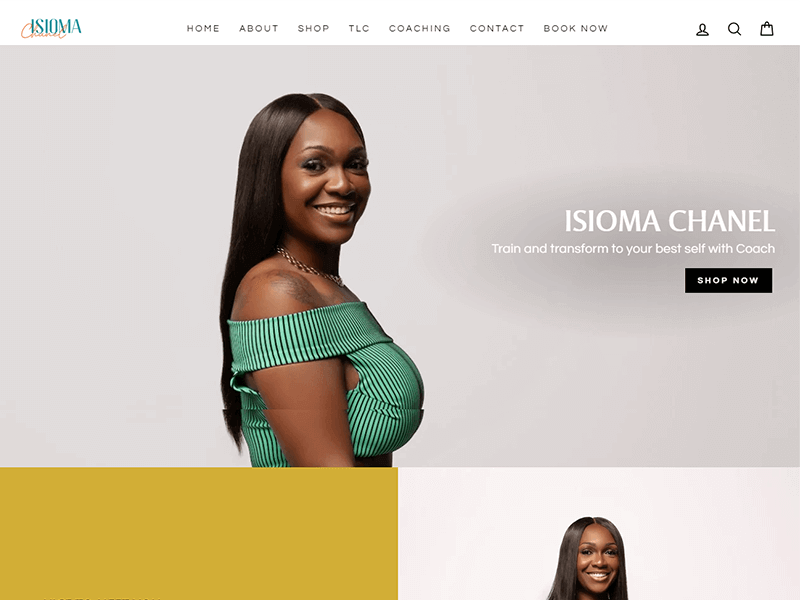 ISIOMA
Chanel
HOME ABOUT SHOP TLC COACHING CONTACT BOOK NOW
ISIOMA CHANEL
Train and transform to your best self with Coach
SHOP NOW